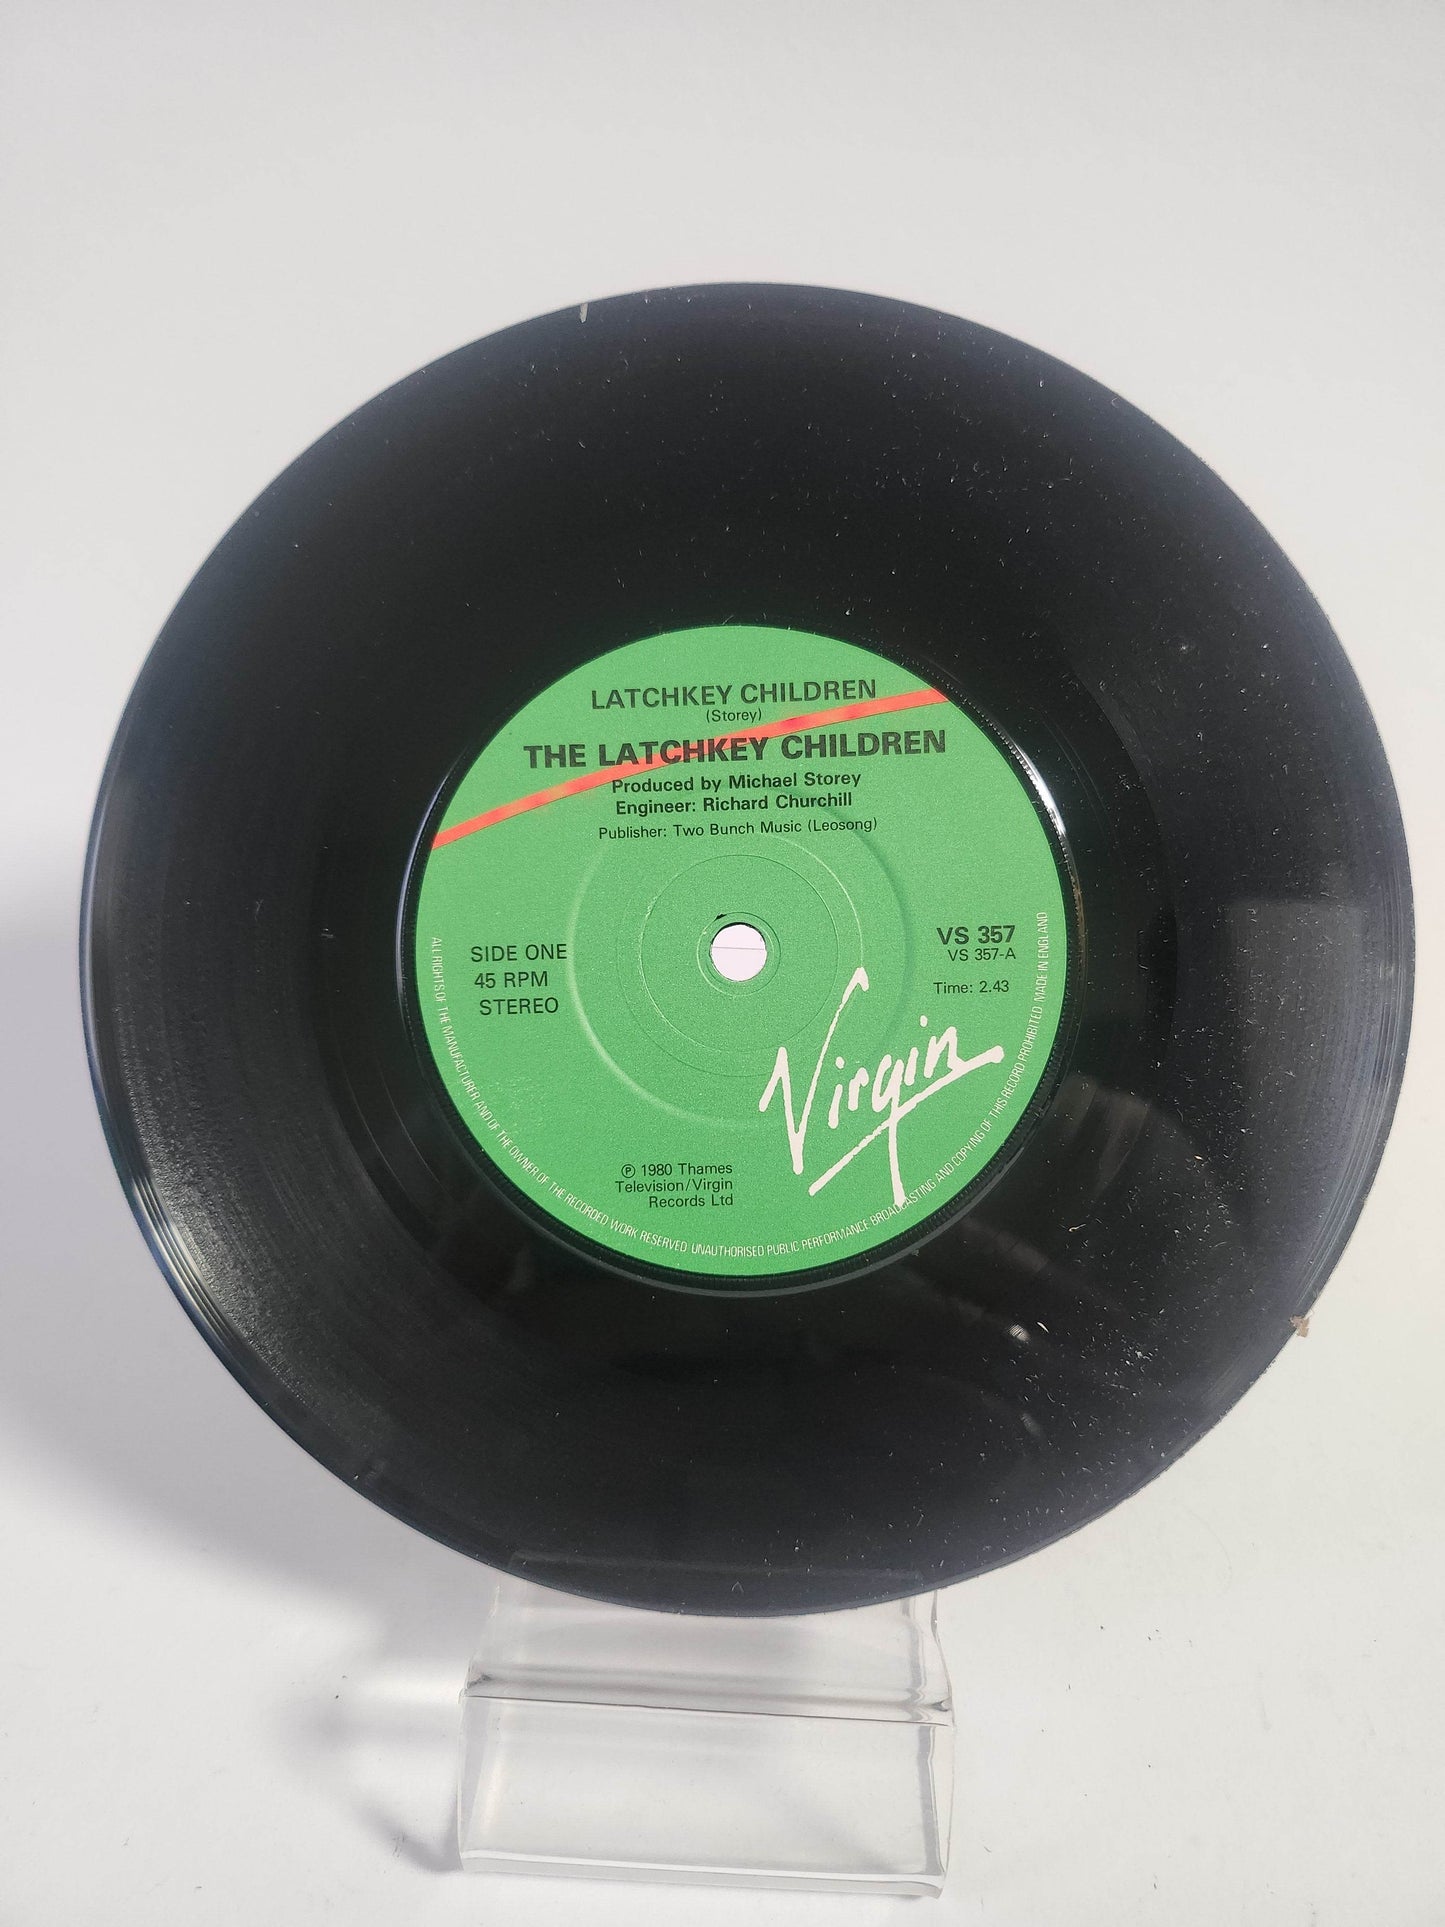 LATCHKEY CHILDREN
(Storey)
THE LATCHKEY CHILDREN
Produced by Michael Storey
Engineer: Richard Churchill
Publisher: Two Bunch Music (Leosong)
SIDE ONE
45 RPM
STEREO
VS 357
VS 357-A
Time: 2.43
Virgin
℗ 1980 Thames
Television/Virgin
Records Ltd
ALL RIGHTS OF THE MANUFACTURER AND OF THE OWNER OF THE RECORDED WORK RESERVED UNAUTHORISED PUBLIC PERFORMANCE BROADCASTING AND COPYING OF THIS RECORD PROHIBITED MADE IN ENGLAND